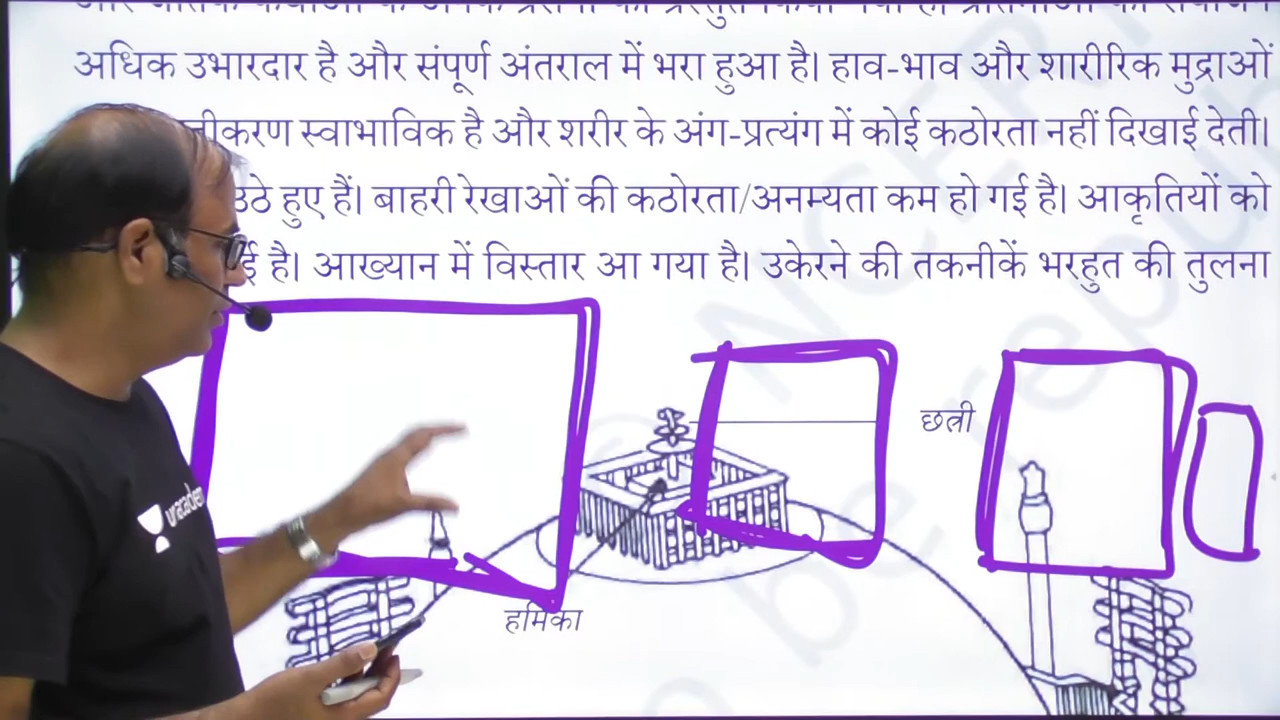 अधिक उभारदार है और संपूर्ण अंतराल में भरा हुआ है। हाव-भाव और शारीरिक मुद्राओं
स्वाभाविक है और शरीर के अंग-प्रत्यंग में कोई कठोरता नहीं दिखाई देती।
उठे हुए हैं। बाहरी रेखाओं की कठोरता/अनम्यता कम हो गई है। आकृतियों को
है। आख्यान में विस्तार आ गया है। उकेरने की तकनीकें भरहुत की तुलना
छत्री
हर्मिका
unacademy